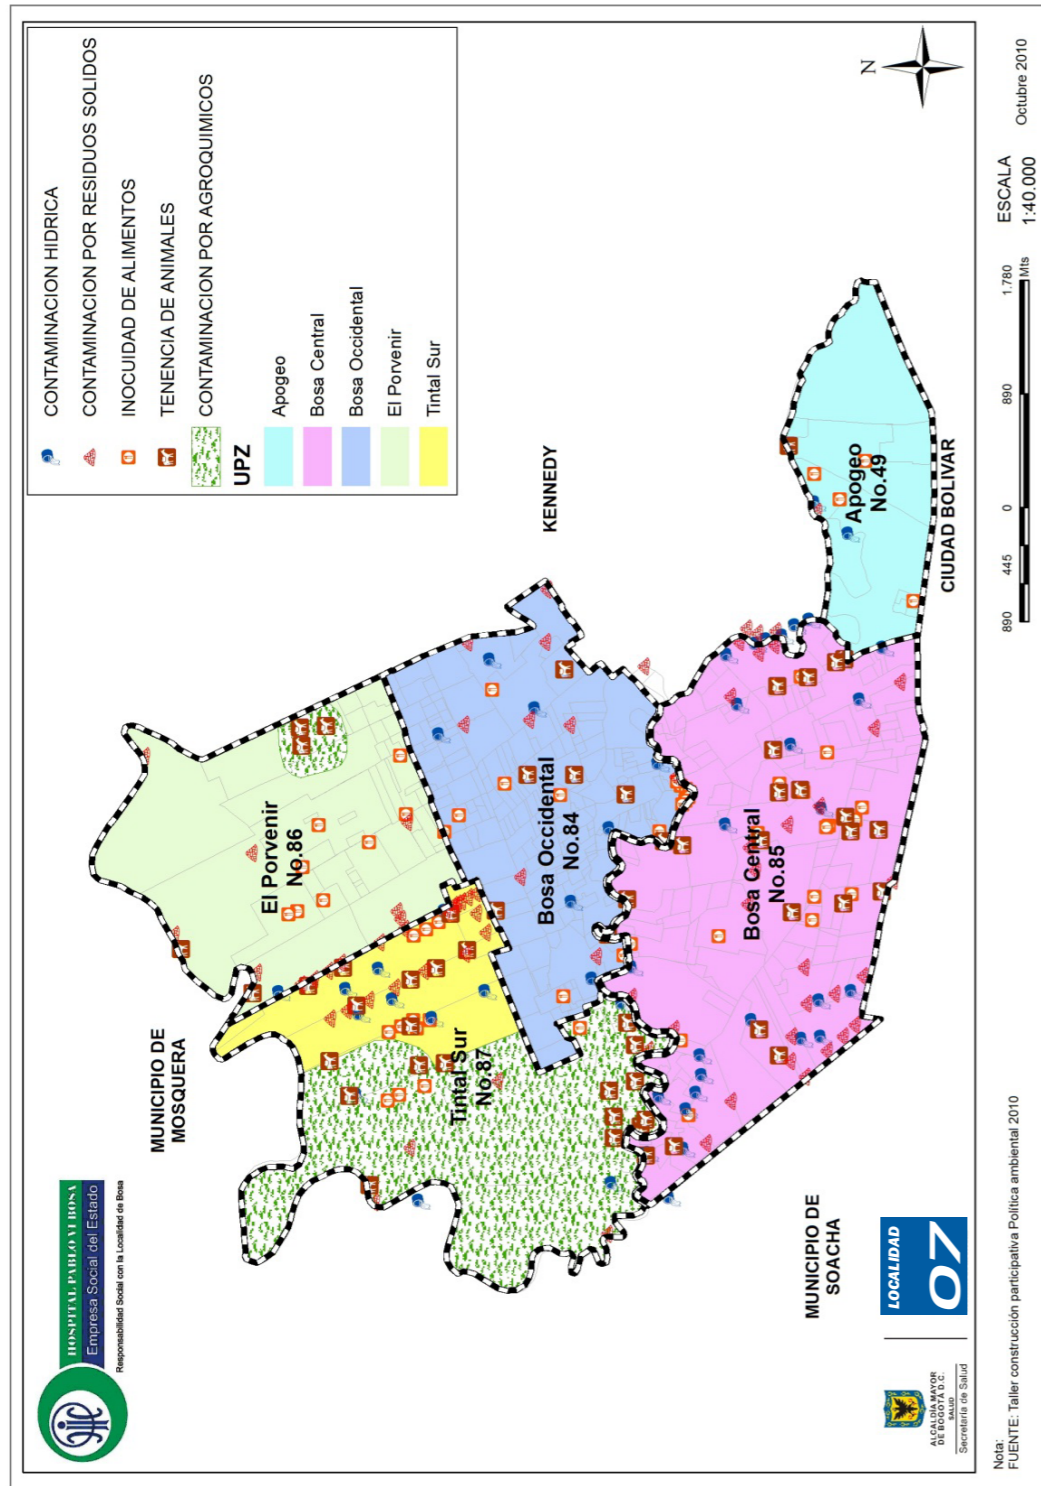 HOSPITAL PABLO VI BOSA
Empresa Social del Estado
Responsabilidad Social con la Localidad de Bosa
CONTAMINACION HIDRICA
CONTAMINACION POR RESIDUOS SOLIDOS
INOCUIDAD DE ALIMENTOS
TENENCIA DE ANIMALES
CONTAMINACION POR AGROQUIMICOS
UPZ
Apogeo
Bosa Central
Bosa Occidental
El Porvenir
Tintal Sur
MUNICIPIO DE
MOSQUERA
El Porvenir
No.86
Tintal Sur
No.87
Bosa Occidental
No.84
KENNEDY
Bosa Central
No.85
Apogeo
No.49
MUNICIPIO DE
SOACHA
CIUDAD BOLIVAR
N
ALCALDÍA MAYOR
DE BOGOTÁ D.C.
SALUD
Secretaría de Salud
LOCALIDAD
07
Nota:
FUENTE: Taller construcción participativa Política ambiental 2010
890 445 0 890 1.780
Mts
ESCALA
1:40.000
Octubre 2010